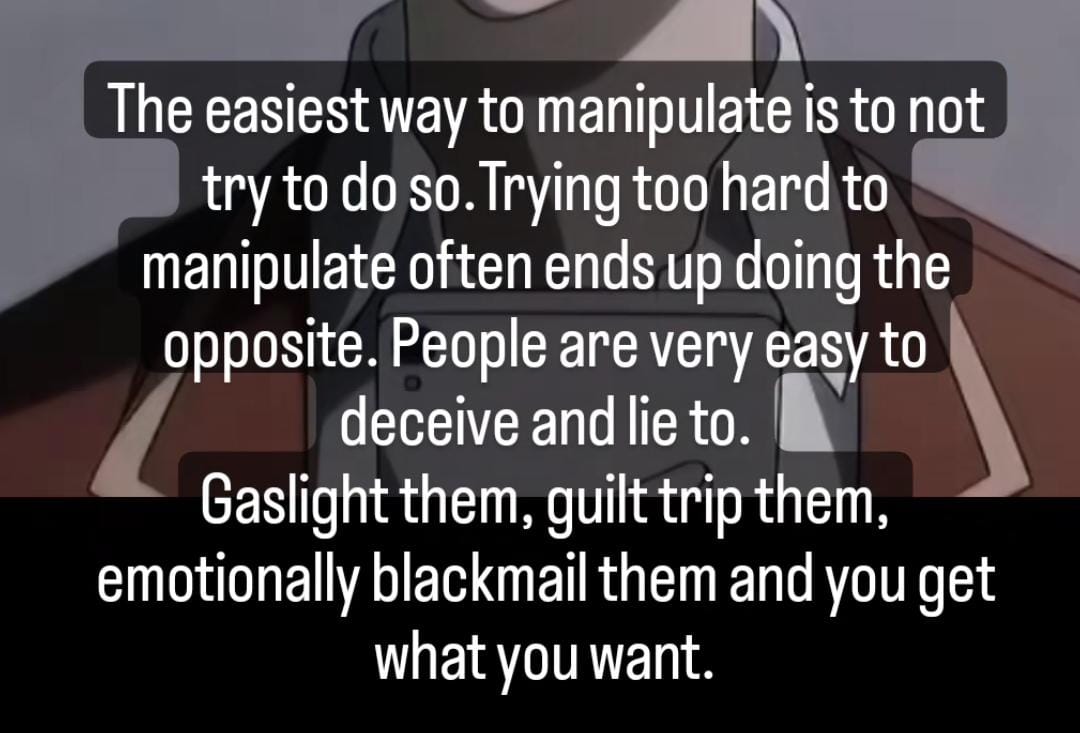 The easiest way to manipulate is to not
try to do so.Trying too hard to
manipulate often ends up doing the
opposite. People are very easy to
deceive and lie to.
Gaslight them, guilt trip them,
emotionally blackmail them and you get
what you want.